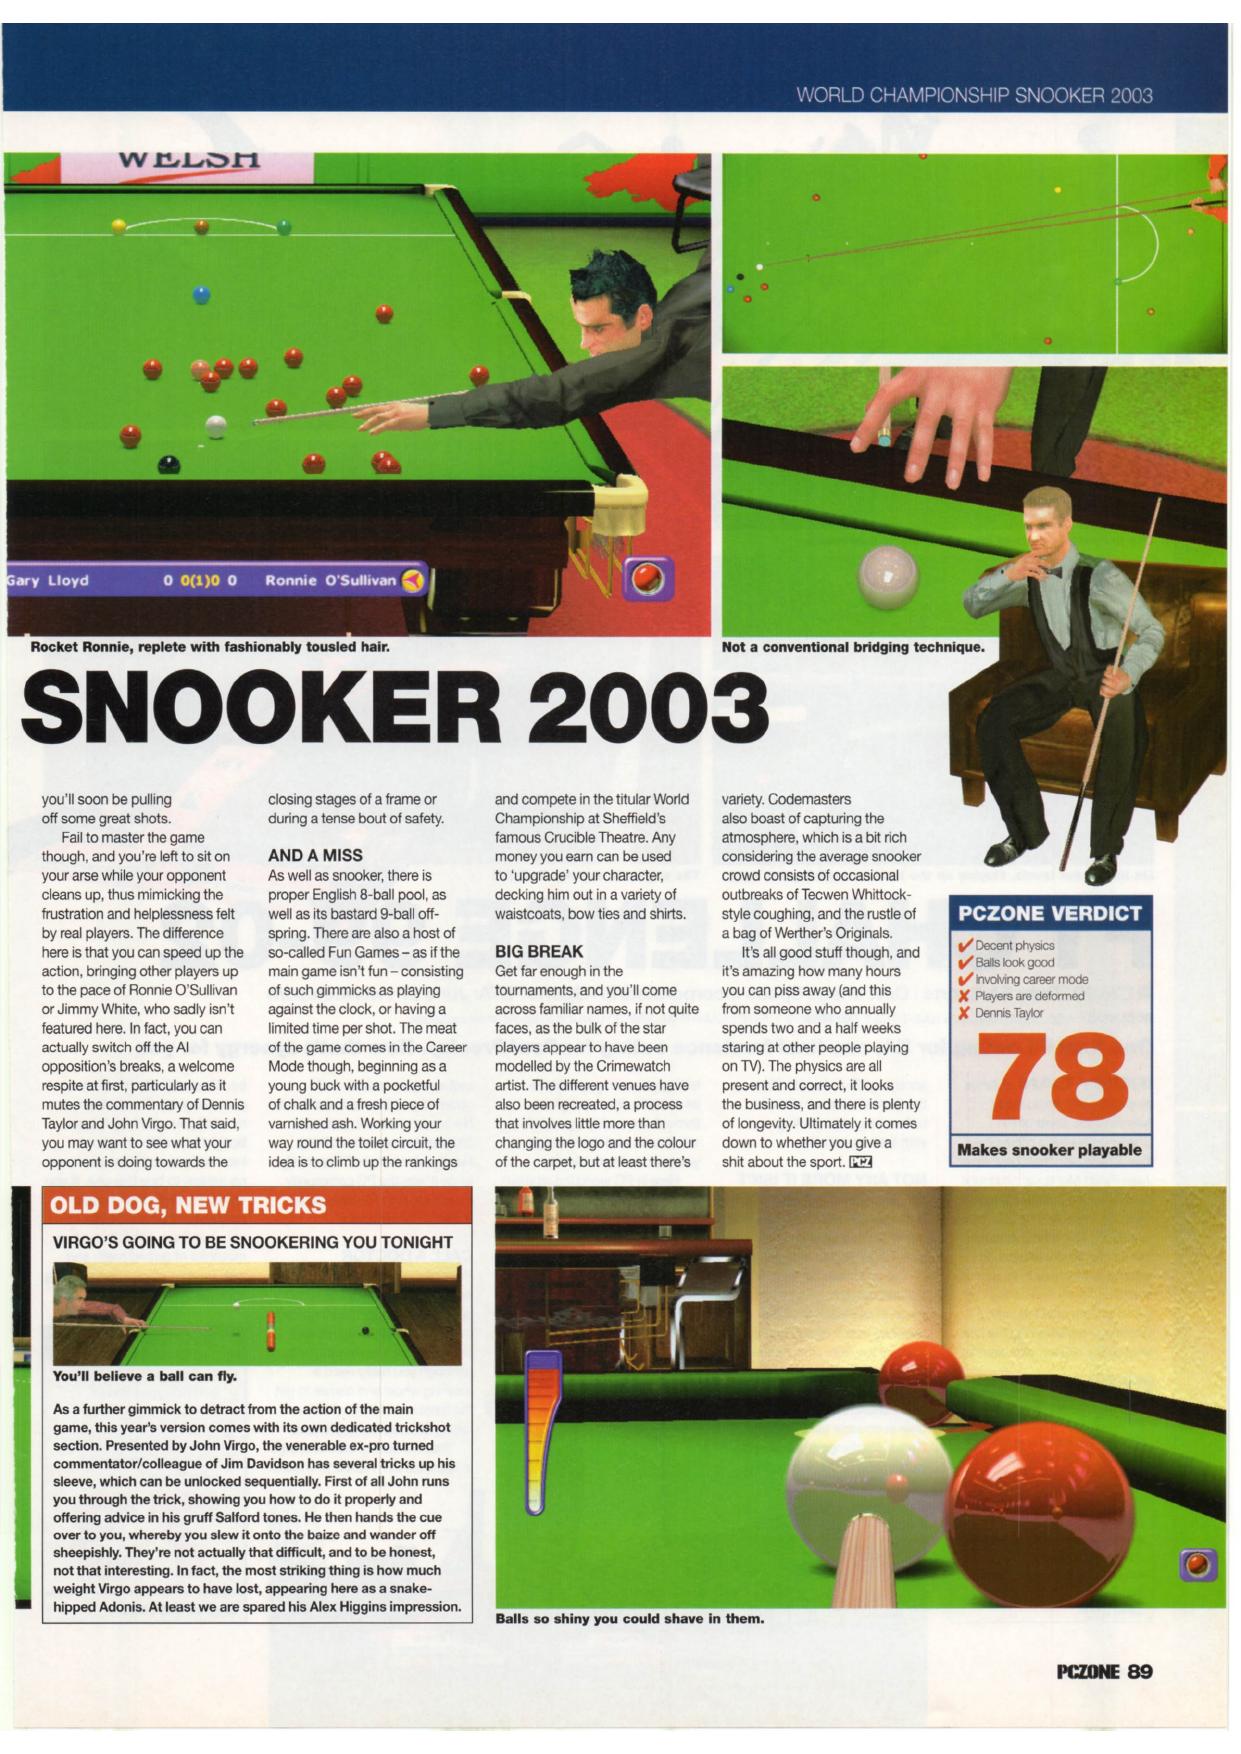 WORLD CHAMPIONSHIP SNOOKER 2003
WELSH
Gary Lloyd 0 0(1)0 0 Ronnie O'Sullivan
Rocket Ronnie, replete with fashionably tousled hair.
Not a conventional bridging technique.
SNOOKER 2003
you'll soon be pulling
off some great shots.
Fail to master the game
though, and you're left to sit on
your arse while your opponent
cleans up, thus mimicking the
frustration and helplessness felt
by real players. The difference
here is that you can speed up the
action, bringing other players up
to the pace of Ronnie O'Sullivan
or Jimmy White, who sadly isn't
featured here. In fact, you can
actually switch off the AI
opposition's breaks, a welcome
respite at first, particularly as it
mutes the commentary of Dennis
Taylor and John Virgo. That said,
you may want to see what your
opponent is doing towards the
closing stages of a frame or
during a tense bout of safety.
AND A MISS
As well as snooker, there is
proper English 8-ball pool, as
well as its bastard 9-ball off-
spring. There are also a host of
so-called Fun Games – as if the
main game isn't fun – consisting
of such gimmicks as playing
against the clock, or having a
limited time per shot. The meat
of the game comes in the Career
Mode though, beginning as a
young buck with a pocketful
of chalk and a fresh piece of
varnished ash. Working your
way round the toilet circuit, the
idea is to climb up the rankings
and compete in the titular World
Championship at Sheffield's
famous Crucible Theatre. Any
money you earn can be used
to 'upgrade' your character,
decking him out in a variety of
waistcoats, bow ties and shirts.
BIG BREAK
Get far enough in the
tournaments, and you'll come
across familiar names, if not quite
faces, as the bulk of the star
players appear to have been
modelled by the Crimewatch
artist. The different venues have
also been recreated, a process
that involves little more than
changing the logo and the colour
of the carpet, but at least there's
variety. Codemasters
also boast of capturing the
atmosphere, which is a bit rich
considering the average snooker
crowd consists of occasional
outbreaks of Tecwen Whittock-
style coughing, and the rustle of
a bag of Werther's Originals.
It's all good stuff though, and
it's amazing how many hours
you can piss away (and this
from someone who annually
spends two and a half weeks
staring at other people playing
on TV). The physics are all
present and correct, it looks
the business, and there is plenty
of longevity. Ultimately it comes
down to whether you give a
shit about the sport. PCZ
PCZONE VERDICT
✓ Decent physics
✓ Balls look good
✓ Involving career mode
✗ Players are deformed
✗ Dennis Taylor
78
Makes snooker playable
OLD DOG, NEW TRICKS
VIRGO'S GOING TO BE SNOOKERING YOU TONIGHT
You'll believe a ball can fly.
As a further gimmick to detract from the action of the main
game, this year's version comes with its own dedicated trickshot
section. Presented by John Virgo, the venerable ex-pro turned
commentator/colleague of Jim Davidson has several tricks up his
sleeve, which can be unlocked sequentially. First of all John runs
you through the trick, showing you how to do it properly and
offering advice in his gruff Salford tones. He then hands the cue
over to you, whereby you slew it onto the baize and wander off
sheepishly. They're not actually that difficult, and to be honest,
not that interesting. In fact, the most striking thing is how much
weight Virgo appears to have lost, appearing here as a snake-
hipped Adonis. At least we are spared his Alex Higgins impression.
Balls so shiny you could shave in them.
PCZONE 89